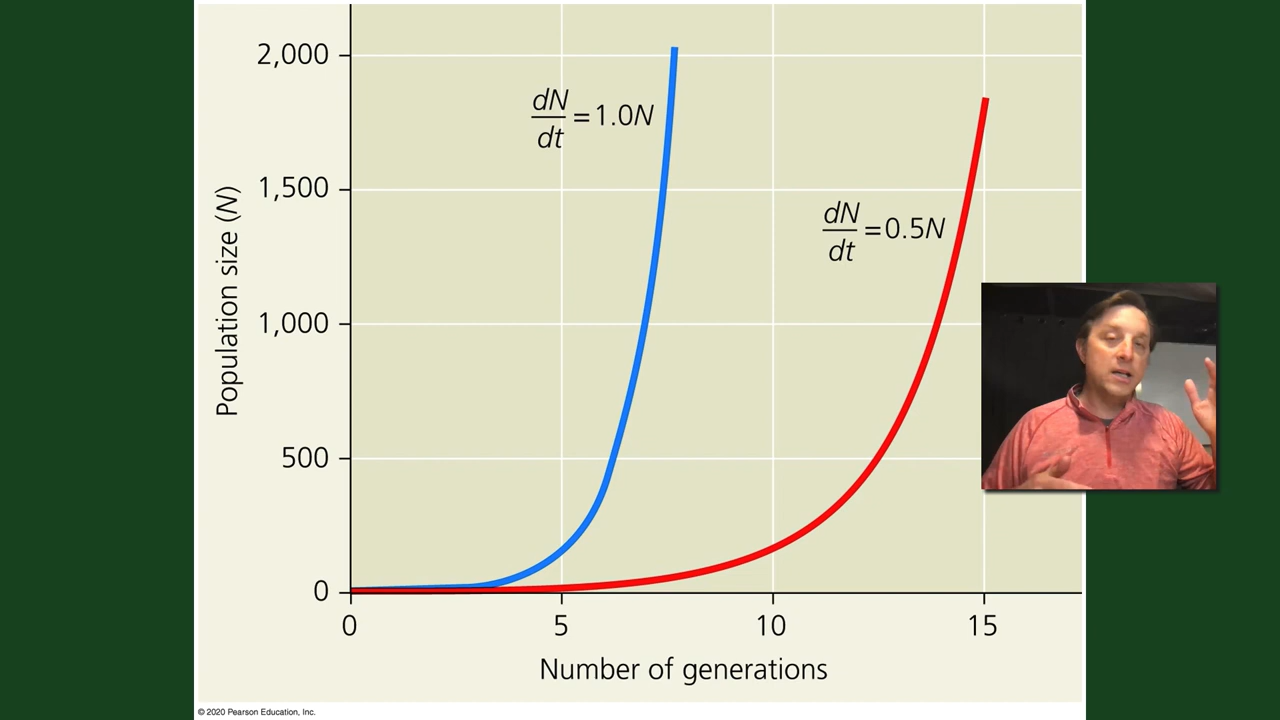 2,000
dN/dt = 1.0N
1,500
dN/dt = 0.5N
1,000
500
0
Population size (N)
0 5 10 15
Number of generations
© 2020 Pearson Education, Inc.